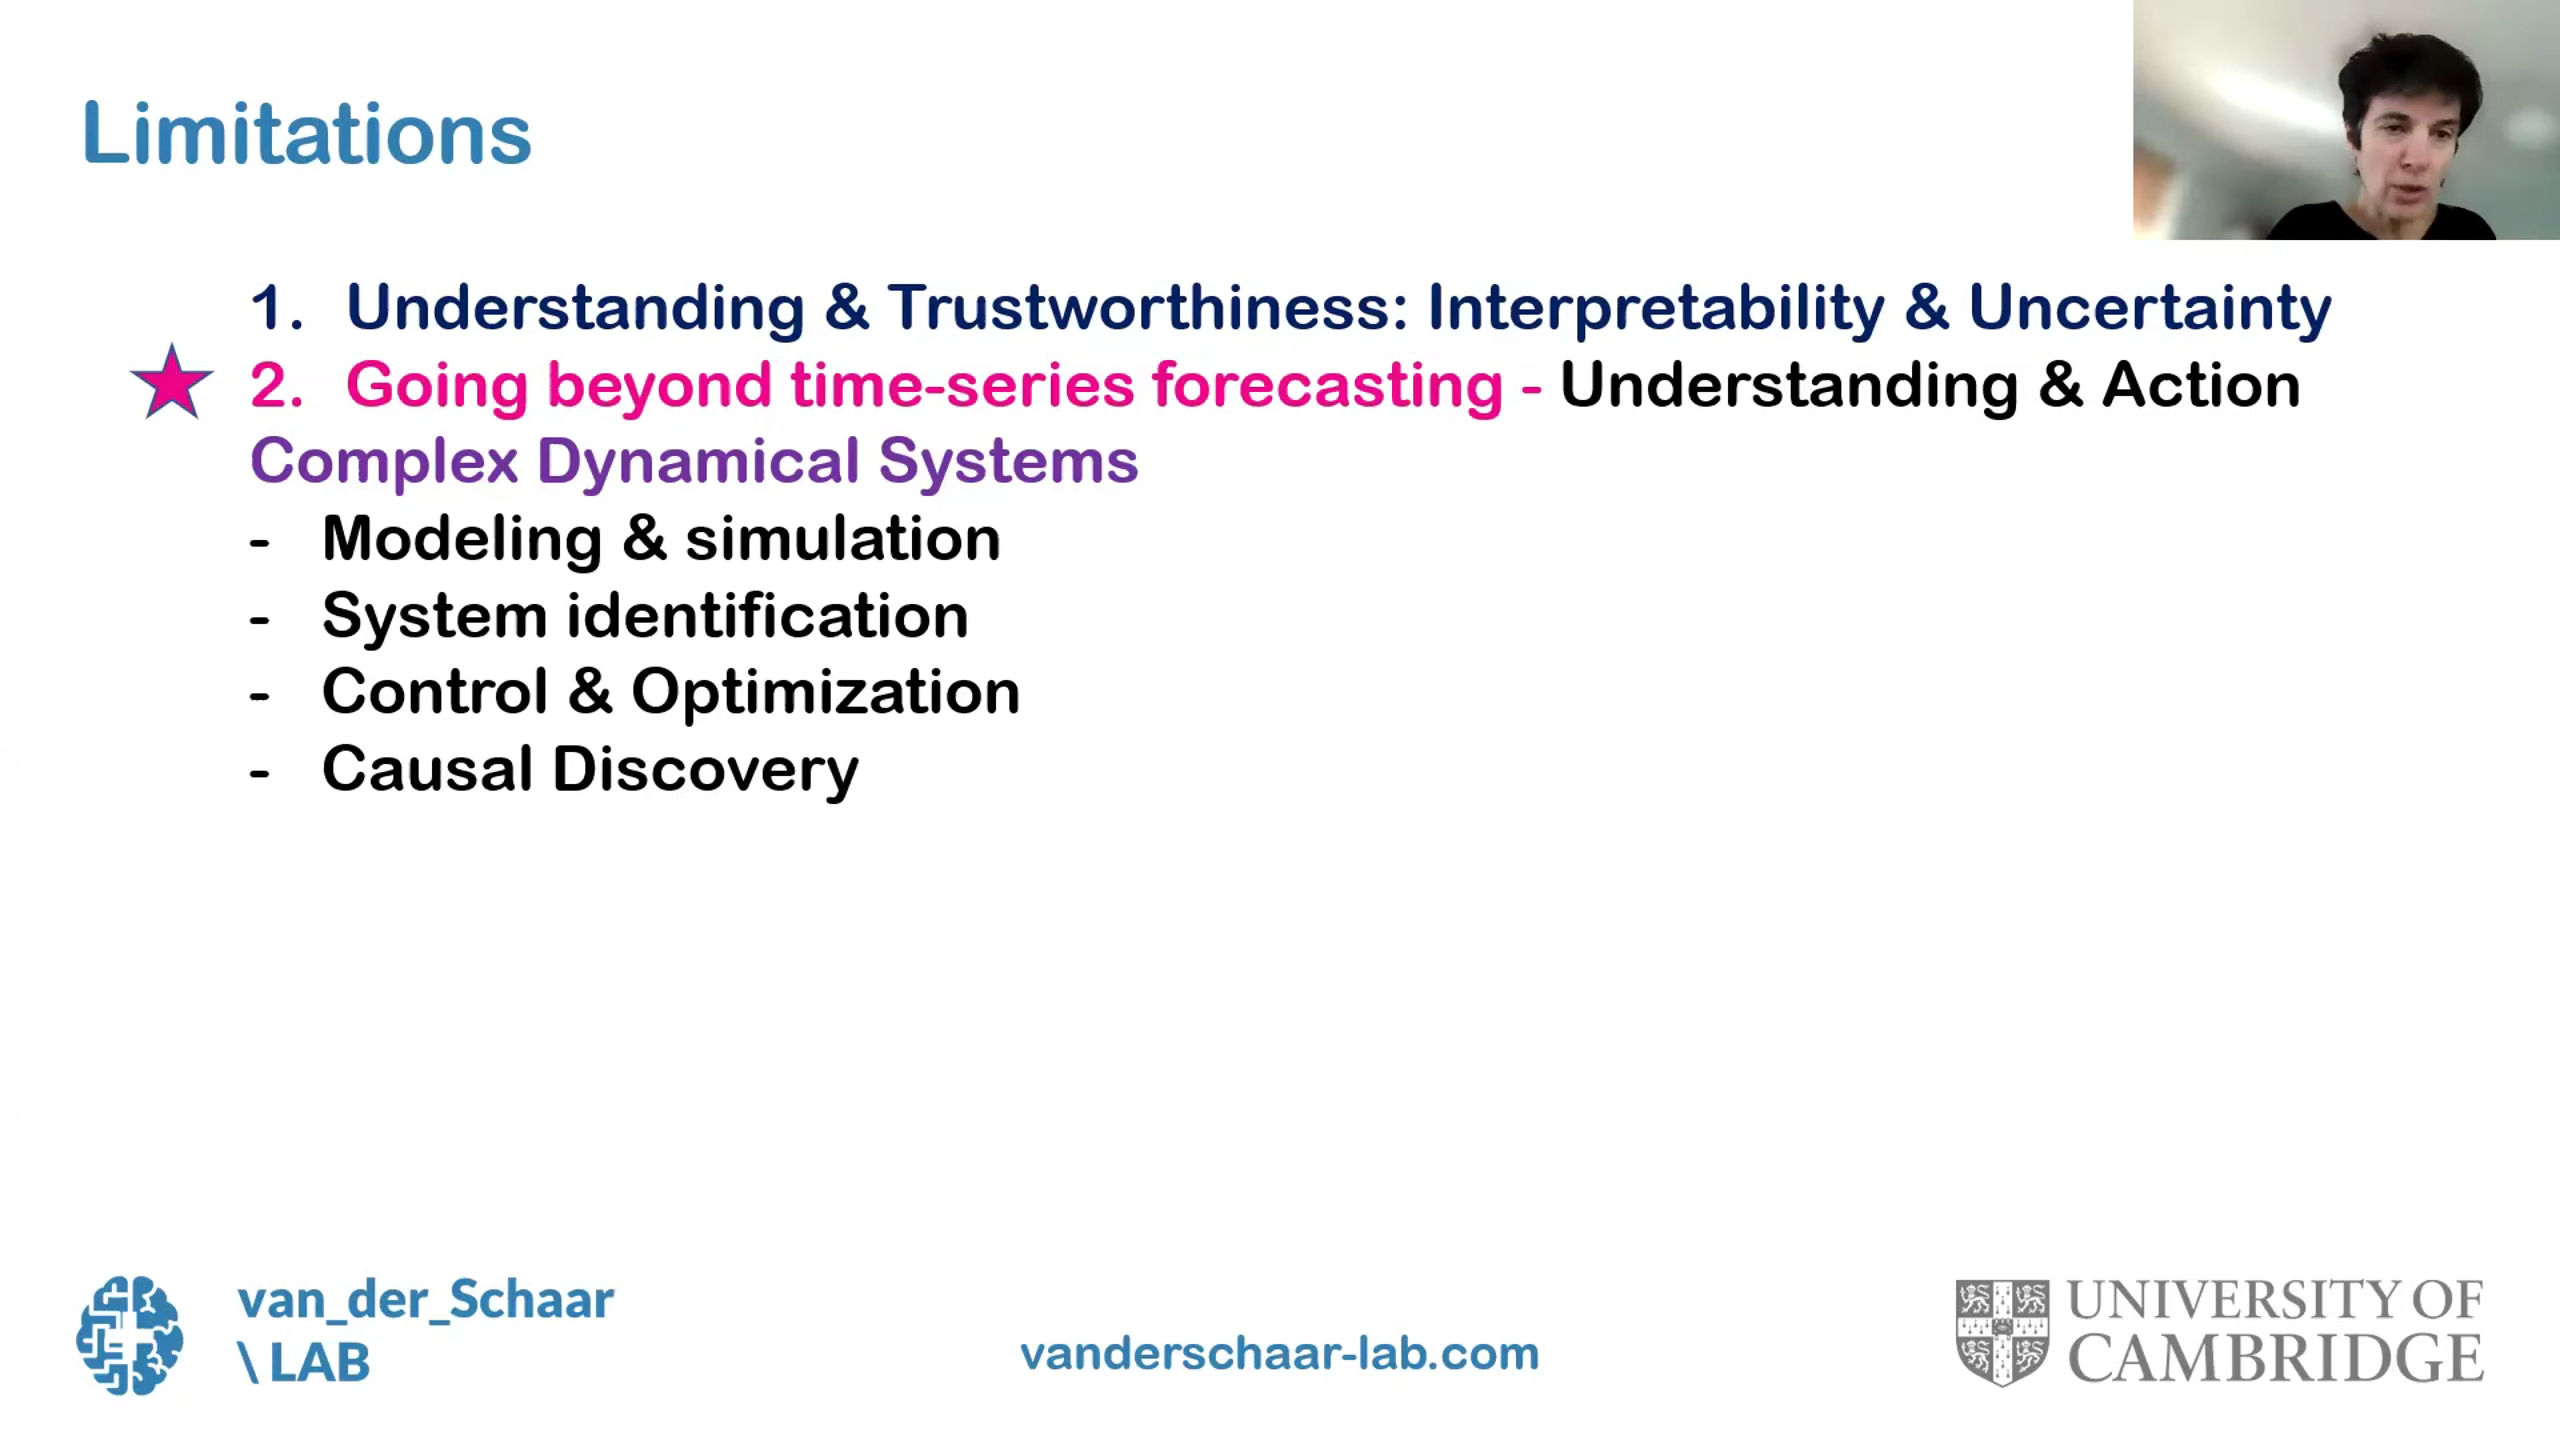 Limitations
1. Understanding & Trustworthiness: Interpretability & Uncertainty
2. Going beyond time-series forecasting - Understanding & Action
Complex Dynamical Systems
- Modeling & simulation
- System identification
- Control & Optimization
- Causal Discovery
van_der_Schaar
\ LAB
vanderschaar-lab.com
UNIVERSITY OF
CAMBRIDGE